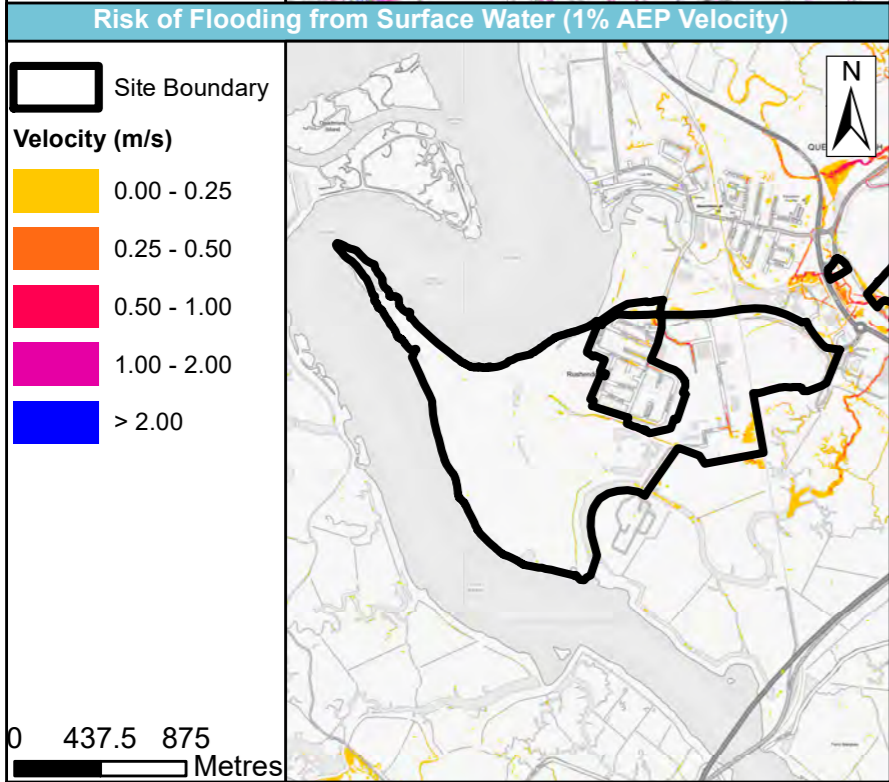 Risk of Flooding from Surface Water (1% AEP Velocity)
Site Boundary
Velocity (m/s)
0.00 - 0.25
0.25 - 0.50
0.50 - 1.00
1.00 - 2.00
> 2.00
0 437.5 875
Metres
N
QUE